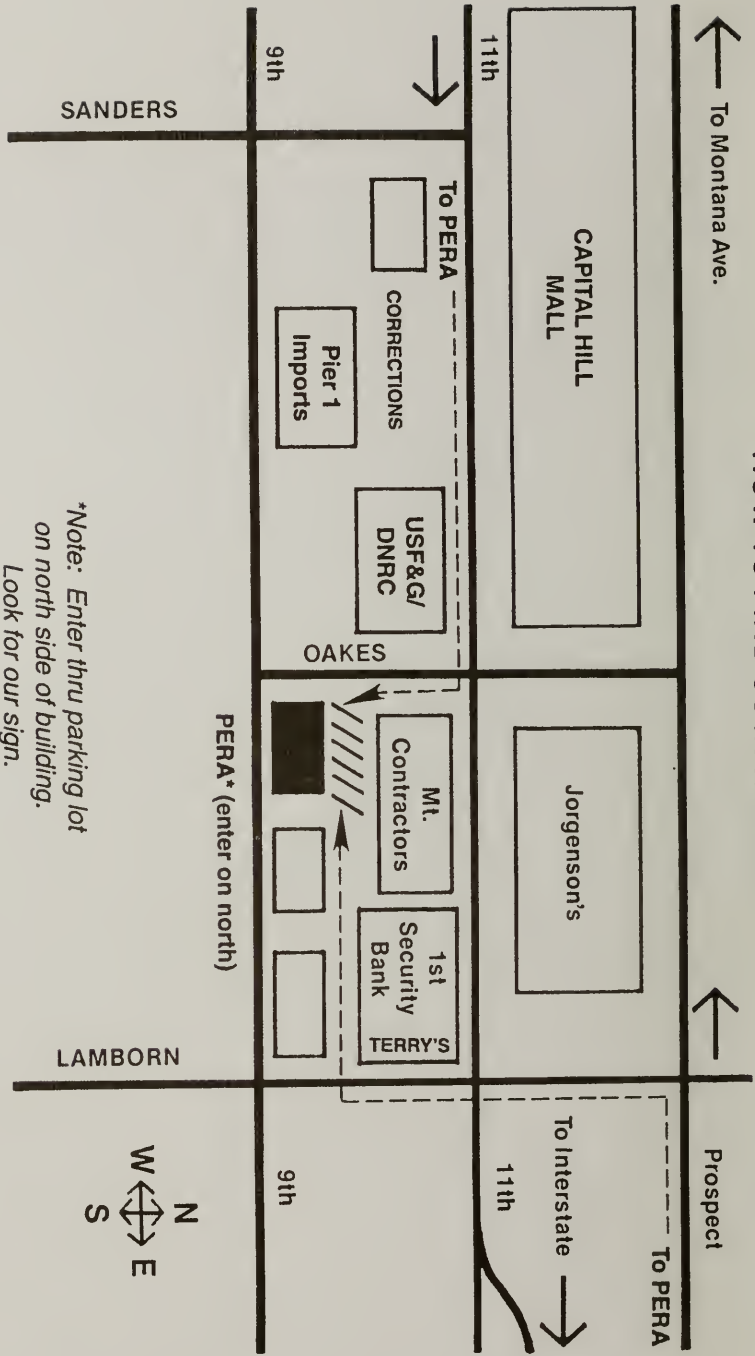 To Montana Ave.
Prospect
To PERA
CAPITAL HILL
MALL
Jorgenson's
To Interstate
11th
11th
To PERA
CORRECTIONS
Pier 1
Imports
USF&G/
DNRC
OAKES
Mt.
Contractors
1st
Security
Bank
TERRY'S
SANDERS
LAMBORN
9th
9th
PERA* (enter on north)
*Note: Enter thru parking lot
on north side of building.
Look for our sign.
N
W
E
S